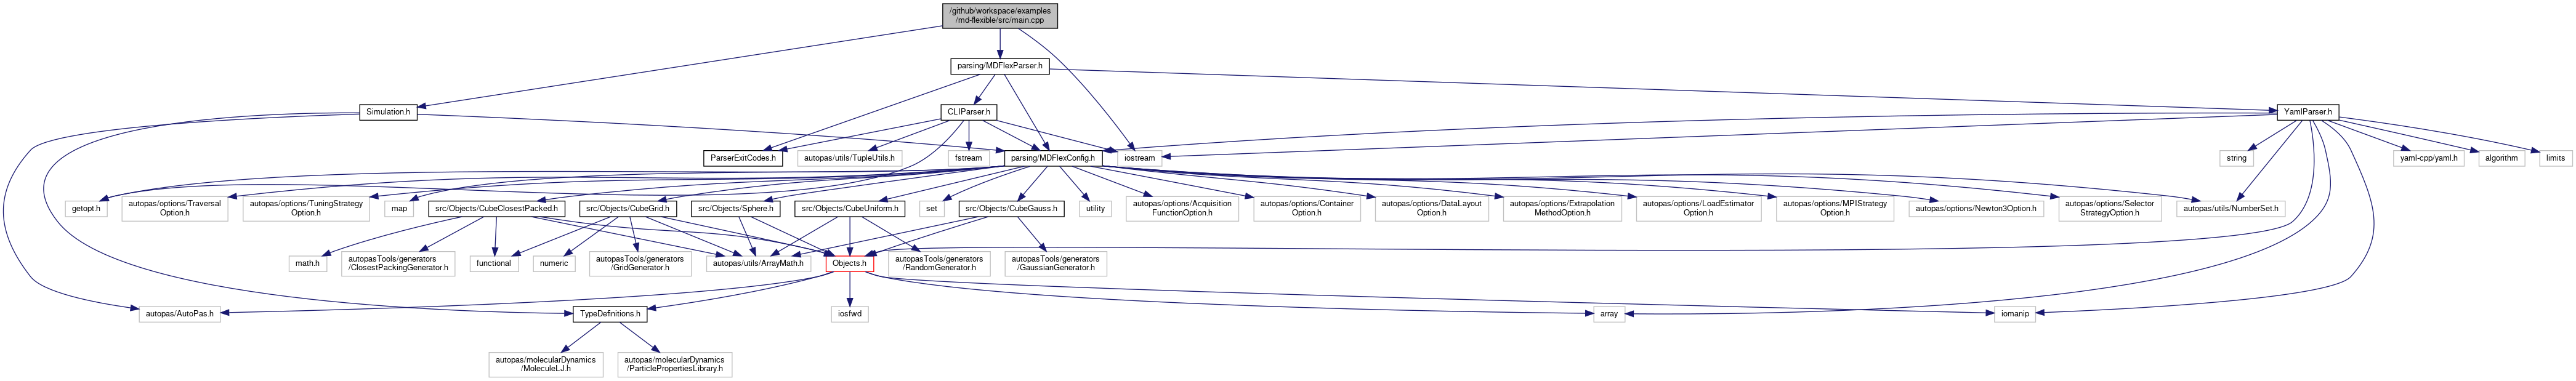 /github/workspace/examples
/md-flexible/src/main.cpp
parsing/MDFlexParser.h
Simulation.h
CLIParser.h
YamlParser.h
ParserExitCodes.h
autopas/utils/TupleUtils.h
fstream
parsing/MDFlexConfig.h
iostream
string
yaml-cpp/yaml.h
algorithm
limits
getopt.h
autopas/options/Traversal
Option.h
autopas/options/TuningStrategy
Option.h
map
src/Objects/CubeClosestPacked.h
src/Objects/CubeGrid.h
src/Objects/Sphere.h
src/Objects/CubeUniform.h
set
src/Objects/CubeGauss.h
utility
autopas/options/Acquisition
FunctionOption.h
autopas/options/Container
Option.h
autopas/options/DataLayout
Option.h
autopas/options/Extrapolation
MethodOption.h
autopas/options/LoadEstimator
Option.h
autopas/options/MPIStrategy
Option.h
autopas/options/Newton3Option.h
autopas/options/Selector
StrategyOption.h
autopas/utils/NumberSet.h
math.h
autopasTools/generators
/ClosestPackingGenerator.h
functional
numeric
autopasTools/generators
/GridGenerator.h
autopas/utils/ArrayMath.h
Objects.h
autopasTools/generators
/RandomGenerator.h
autopasTools/generators
/GaussianGenerator.h
autopas/AutoPas.h
TypeDefinitions.h
iosfwd
array
iomanip
autopas/molecularDynamics
/MoleculeLJ.h
autopas/molecularDynamics
/ParticlePropertiesLibrary.h